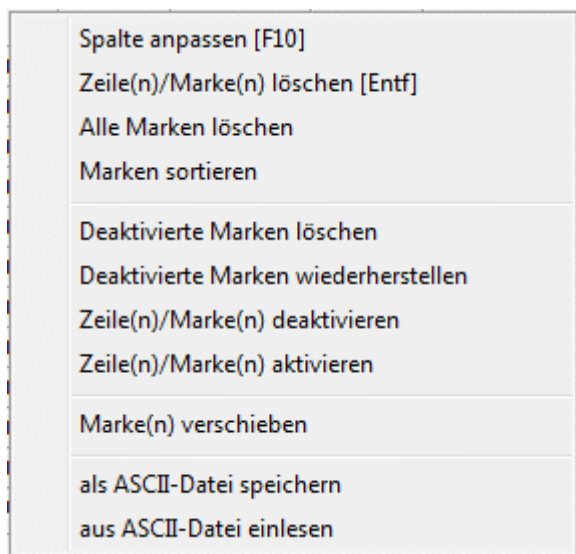 Spalte anpassen [F10]
Zeile(n)/Marke(n) löschen [Entf]
Alle Marken löschen
Marken sortieren
Deaktivierte Marken löschen
Deaktivierte Marken wiederherstellen
Zeile(n)/Marke(n) deaktivieren
Zeile(n)/Marke(n) aktivieren
Marke(n) verschieben
als ASCII-Datei speichern
aus ASCII-Datei einlesen